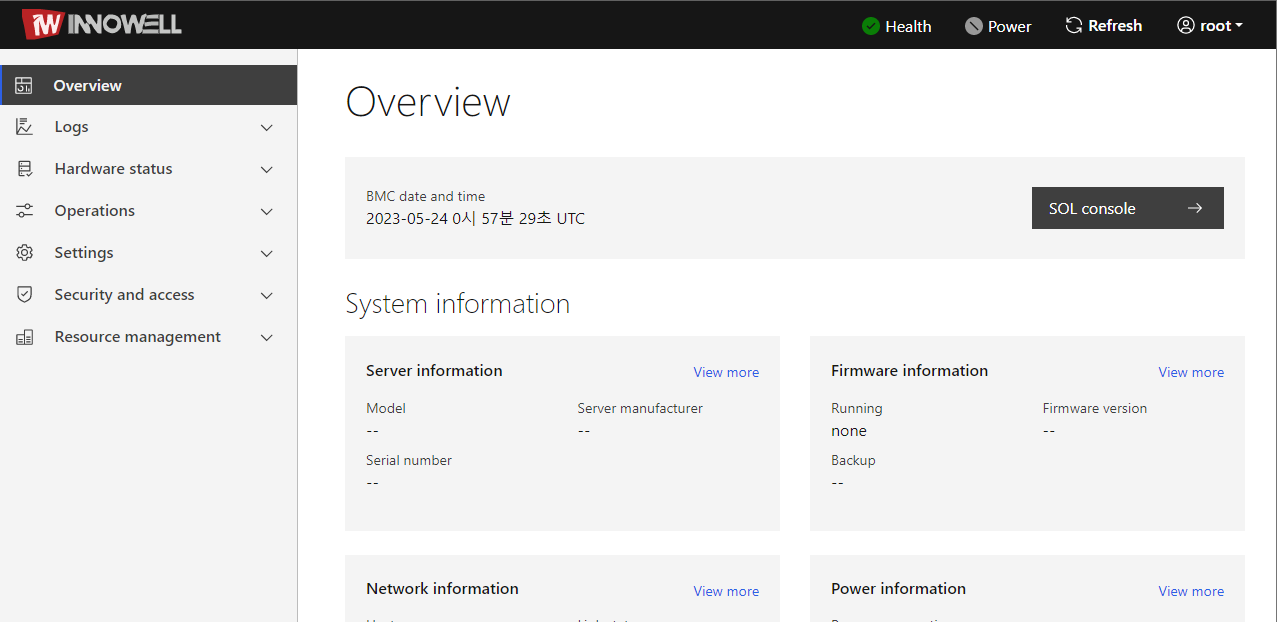 IW INNOWELL
Health
Power
Refresh
root
Overview
Logs
Hardware status
Operations
Settings
Security and access
Resource management
Overview
BMC date and time
2023-05-24 0시 57분 29초 UTC
SOL console
System information
Server information
View more
Model
Server manufacturer
--
--
Serial number
--
Firmware information
View more
Running
Firmware version
none
--
Backup
--
Network information
View more
Power information
View more